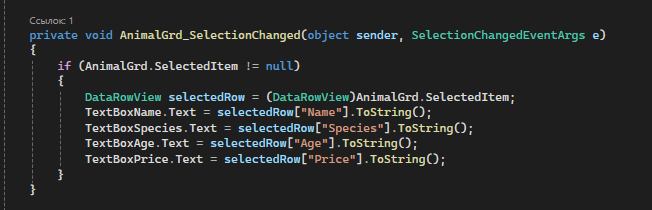 Ссылок: 1
private void AnimalGrd_SelectionChanged(object sender, SelectionChangedEventArgs e)
{
if (AnimalGrd.SelectedItem != null)
{
DataRowView selectedRow = (DataRowView)AnimalGrd.SelectedItem;
TextBoxName.Text = selectedRow["Name"].ToString();
TextBoxSpecies.Text = selectedRow["Species"].ToString();
TextBoxAge.Text = selectedRow["Age"].ToString();
TextBoxPrice.Text = selectedRow["Price"].ToString();
}
}